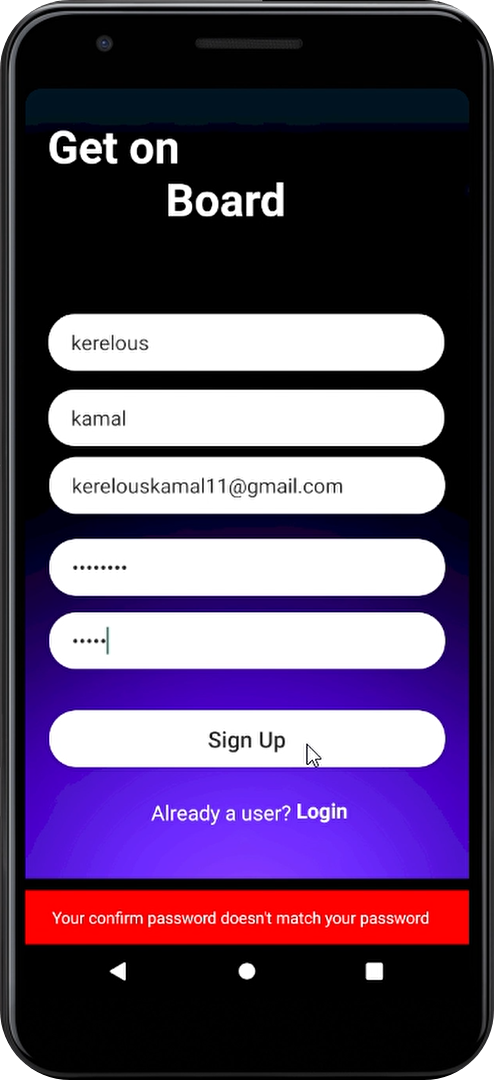 Get on
Board
kerelous
kamal
kerelouskamal11@gmail.com
••••••••
•••••
Sign Up
Already a user? Login
Your confirm password doesn't match your password